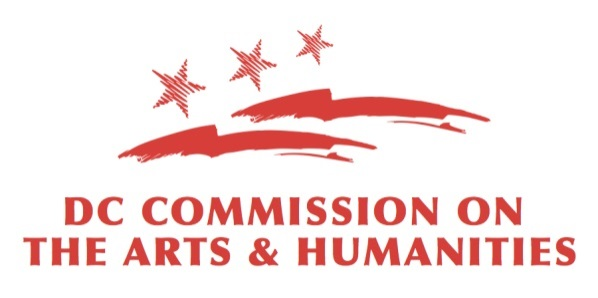 DC COMMISSION ON
THE ARTS & HUMANITIES